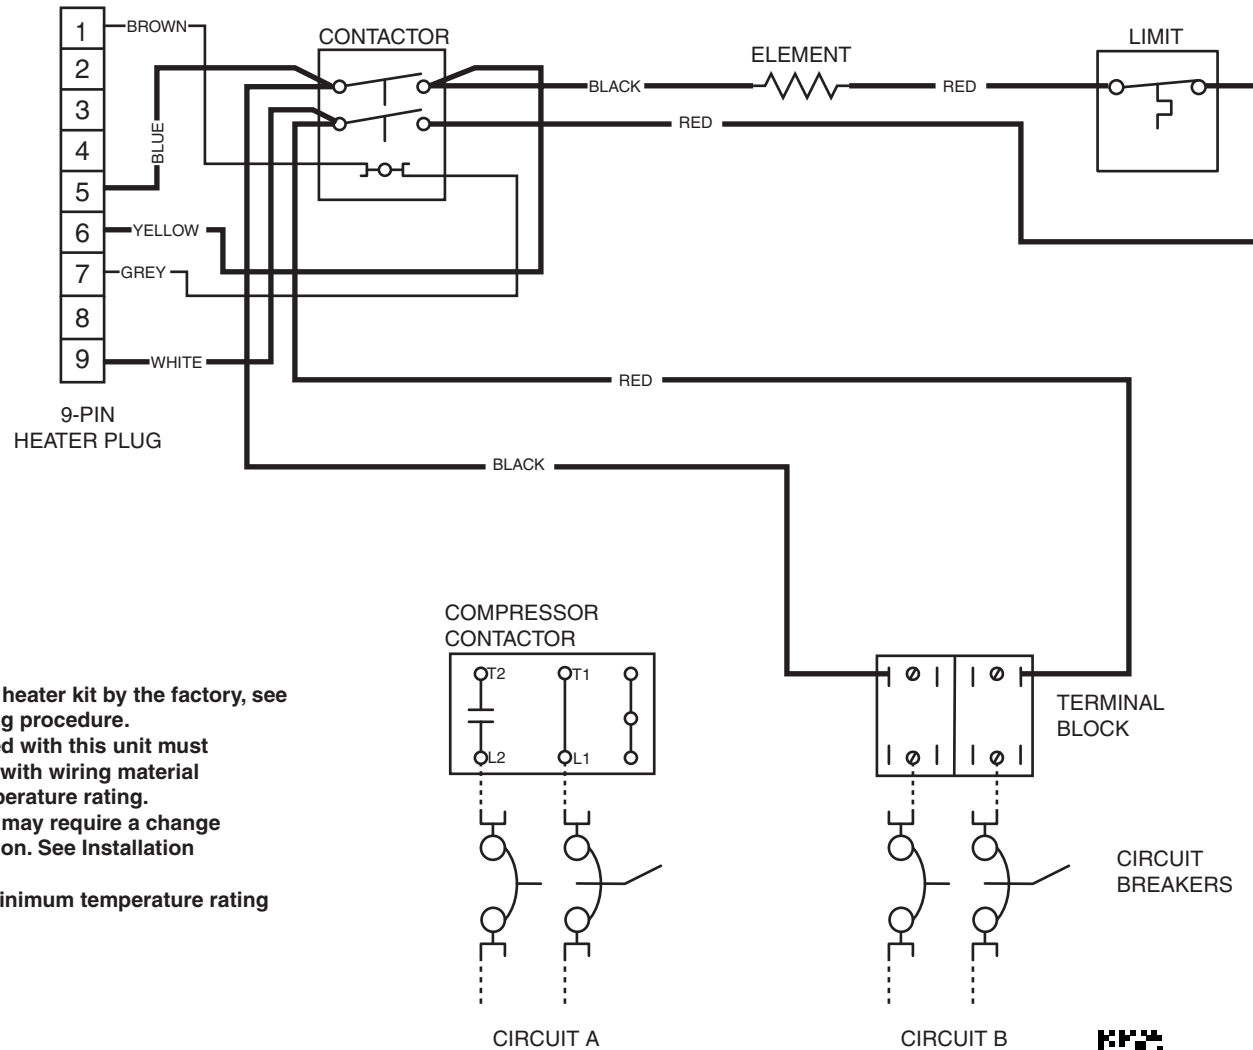 1
BROWN
CONTACTOR
ELEMENT
LIMIT
2
BLACK
RED
3
RED
4
BLUE
5
6
YELLOW
7
GREY
8
9
WHITE
RED
9-PIN
HEATER PLUG
BLACK
COMPRESSOR
CONTACTOR
T2
T1
L2
L1
TERMINAL
BLOCK
heater kit by the factory, see
g procedure.
d with this unit must
with wiring material
perature rating.
may require a change
on. See Installation
inimum temperature rating
CIRCUIT
BREAKERS
CIRCUIT A
CIRCUIT B